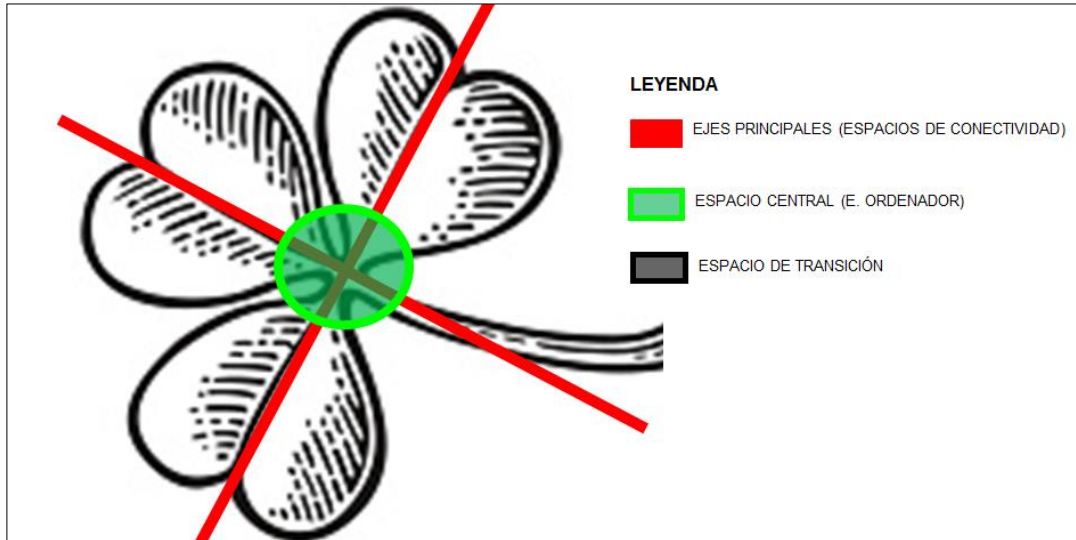 LEYENDA
EJES PRINCIPALES (ESPACIOS DE CONECTIVIDAD)
ESPACIO CENTRAL (E. ORDENADOR)
ESPACIO DE TRANSICIÓN